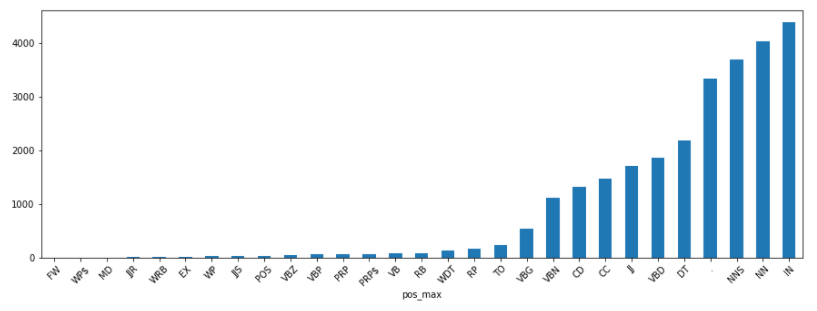 4000
3000
2000
1000
0
FW WP$ MD JJR WRB EX WP JJS POS VBZ VBP PRP PRP$ VB RB WDT RP TO VBG VBN CD CC JJ VBD DT . NNS NN IN
pos_max